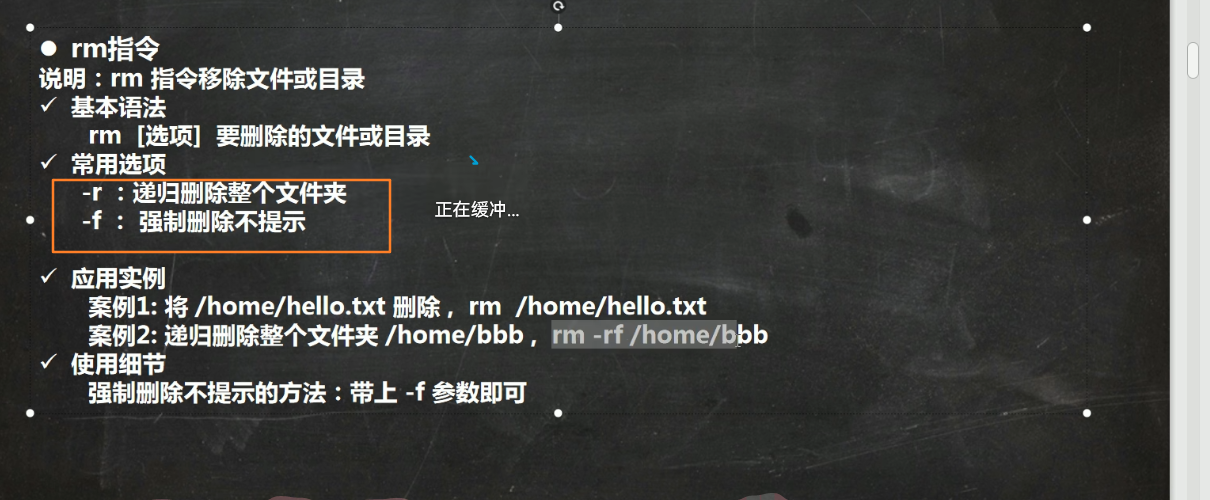 ● rm指令
说明：rm 指令移除文件或目录
✓ 基本语法
rm [选项] 要删除的文件或目录
✓ 常用选项
-r ：递归删除整个文件夹
-f ： 强制删除不提示
正在缓冲...
✓ 应用实例
案例1: 将 /home/hello.txt 删除 ，rm /home/hello.txt
案例2: 递归删除整个文件夹 /home/bbb ，rm -rf /home/bbb
✓ 使用细节
强制删除不提示的方法：带上 -f 参数即可